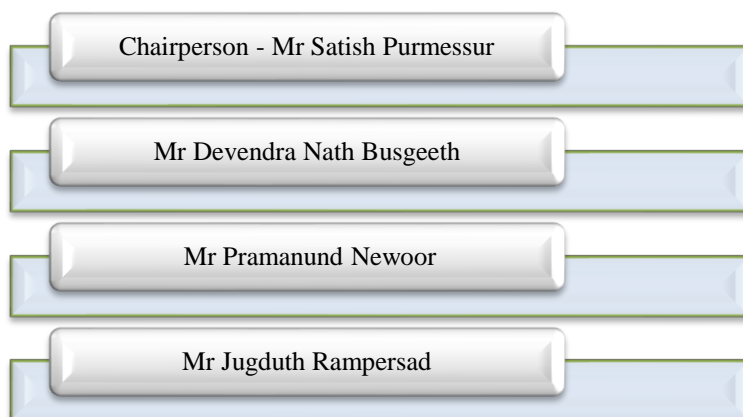 Chairperson - Mr Satish Purmessur
Mr Devendra Nath Busgeeth
Mr Pramanund Newoor
Mr Jugduth Rampersad